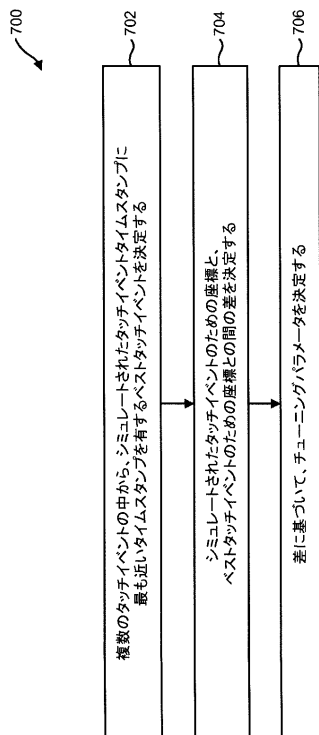 700
702
複数のタッチイベントの中から、シミュレートされたタッチイベントタイムスタンプに
最も近いタイムスタンプを有するベストタッチイベントを決定する
704
シミュレートされたタッチイベントのための座標と、
ベストタッチイベントのための座標との間の差を決定する
706
差に基づいて、チューニングパラメータを決定する